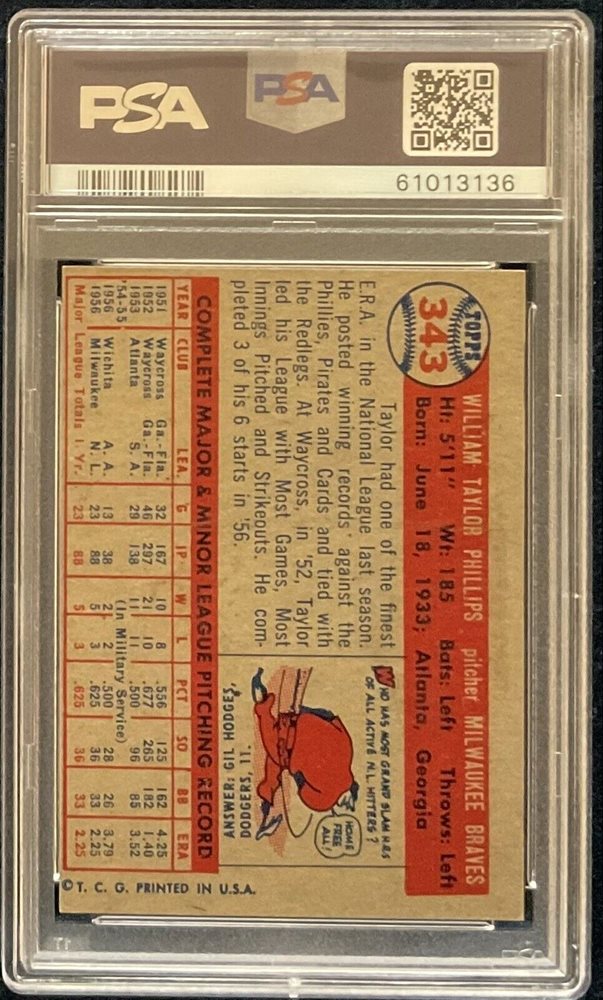 PSA
PSA
61013136
TOPPS
343
WILLIAM TAYLOR PHILLIPS pitcher MILWAUKEE BRAVES
Ht: 5'11" Wt: 185 Bats: Left Throws: Left
Born: June 18, 1933; Atlanta, Georgia
Taylor had one of the finest
E.R.A. in the National League last season.
He posted winning records against the
Phillies, Pirates and Cards and tied with
the Redlegs. At Waycross, in '52, Taylor
led his League with Most Games, Most
Innings Pitched and Strikeouts. He com-
pleted 3 of his 6 starts in '56.
WHO HAS MOST GRAND SLAM H.R.S
OF ALL ACTIVE N.L. HITTERS?
HOME
FREE
ALL!
ANSWER: GIL HODGES,
DODGERS, 11.
COMPLETE MAJOR & MINOR LEAGUE PITCHING RECORD
YEAR CLUB LEA. G IP W L PCT SO BB ERA
1951 Waycross Ga.-Fla. 32 167 10 8 .556 125 162 4.25
1952 Waycross Ga.-Fla. 46 297 21 10 .677 265 182 1.40
1953 Atlanta S. A. 29 138 11 11 .500 96 85 3.52
'54-55 (In Military Service)
1956 Wichita A. A. 13 38 2 2 .500 28 26 3.79
1956 Milwaukee N. L. 23 88 5 3 .625 36 33 2.25
Major League Totals 1 Yr. 23 88 5 3 .625 36 33 2.25
© T. C. G. PRINTED IN U.S.A.